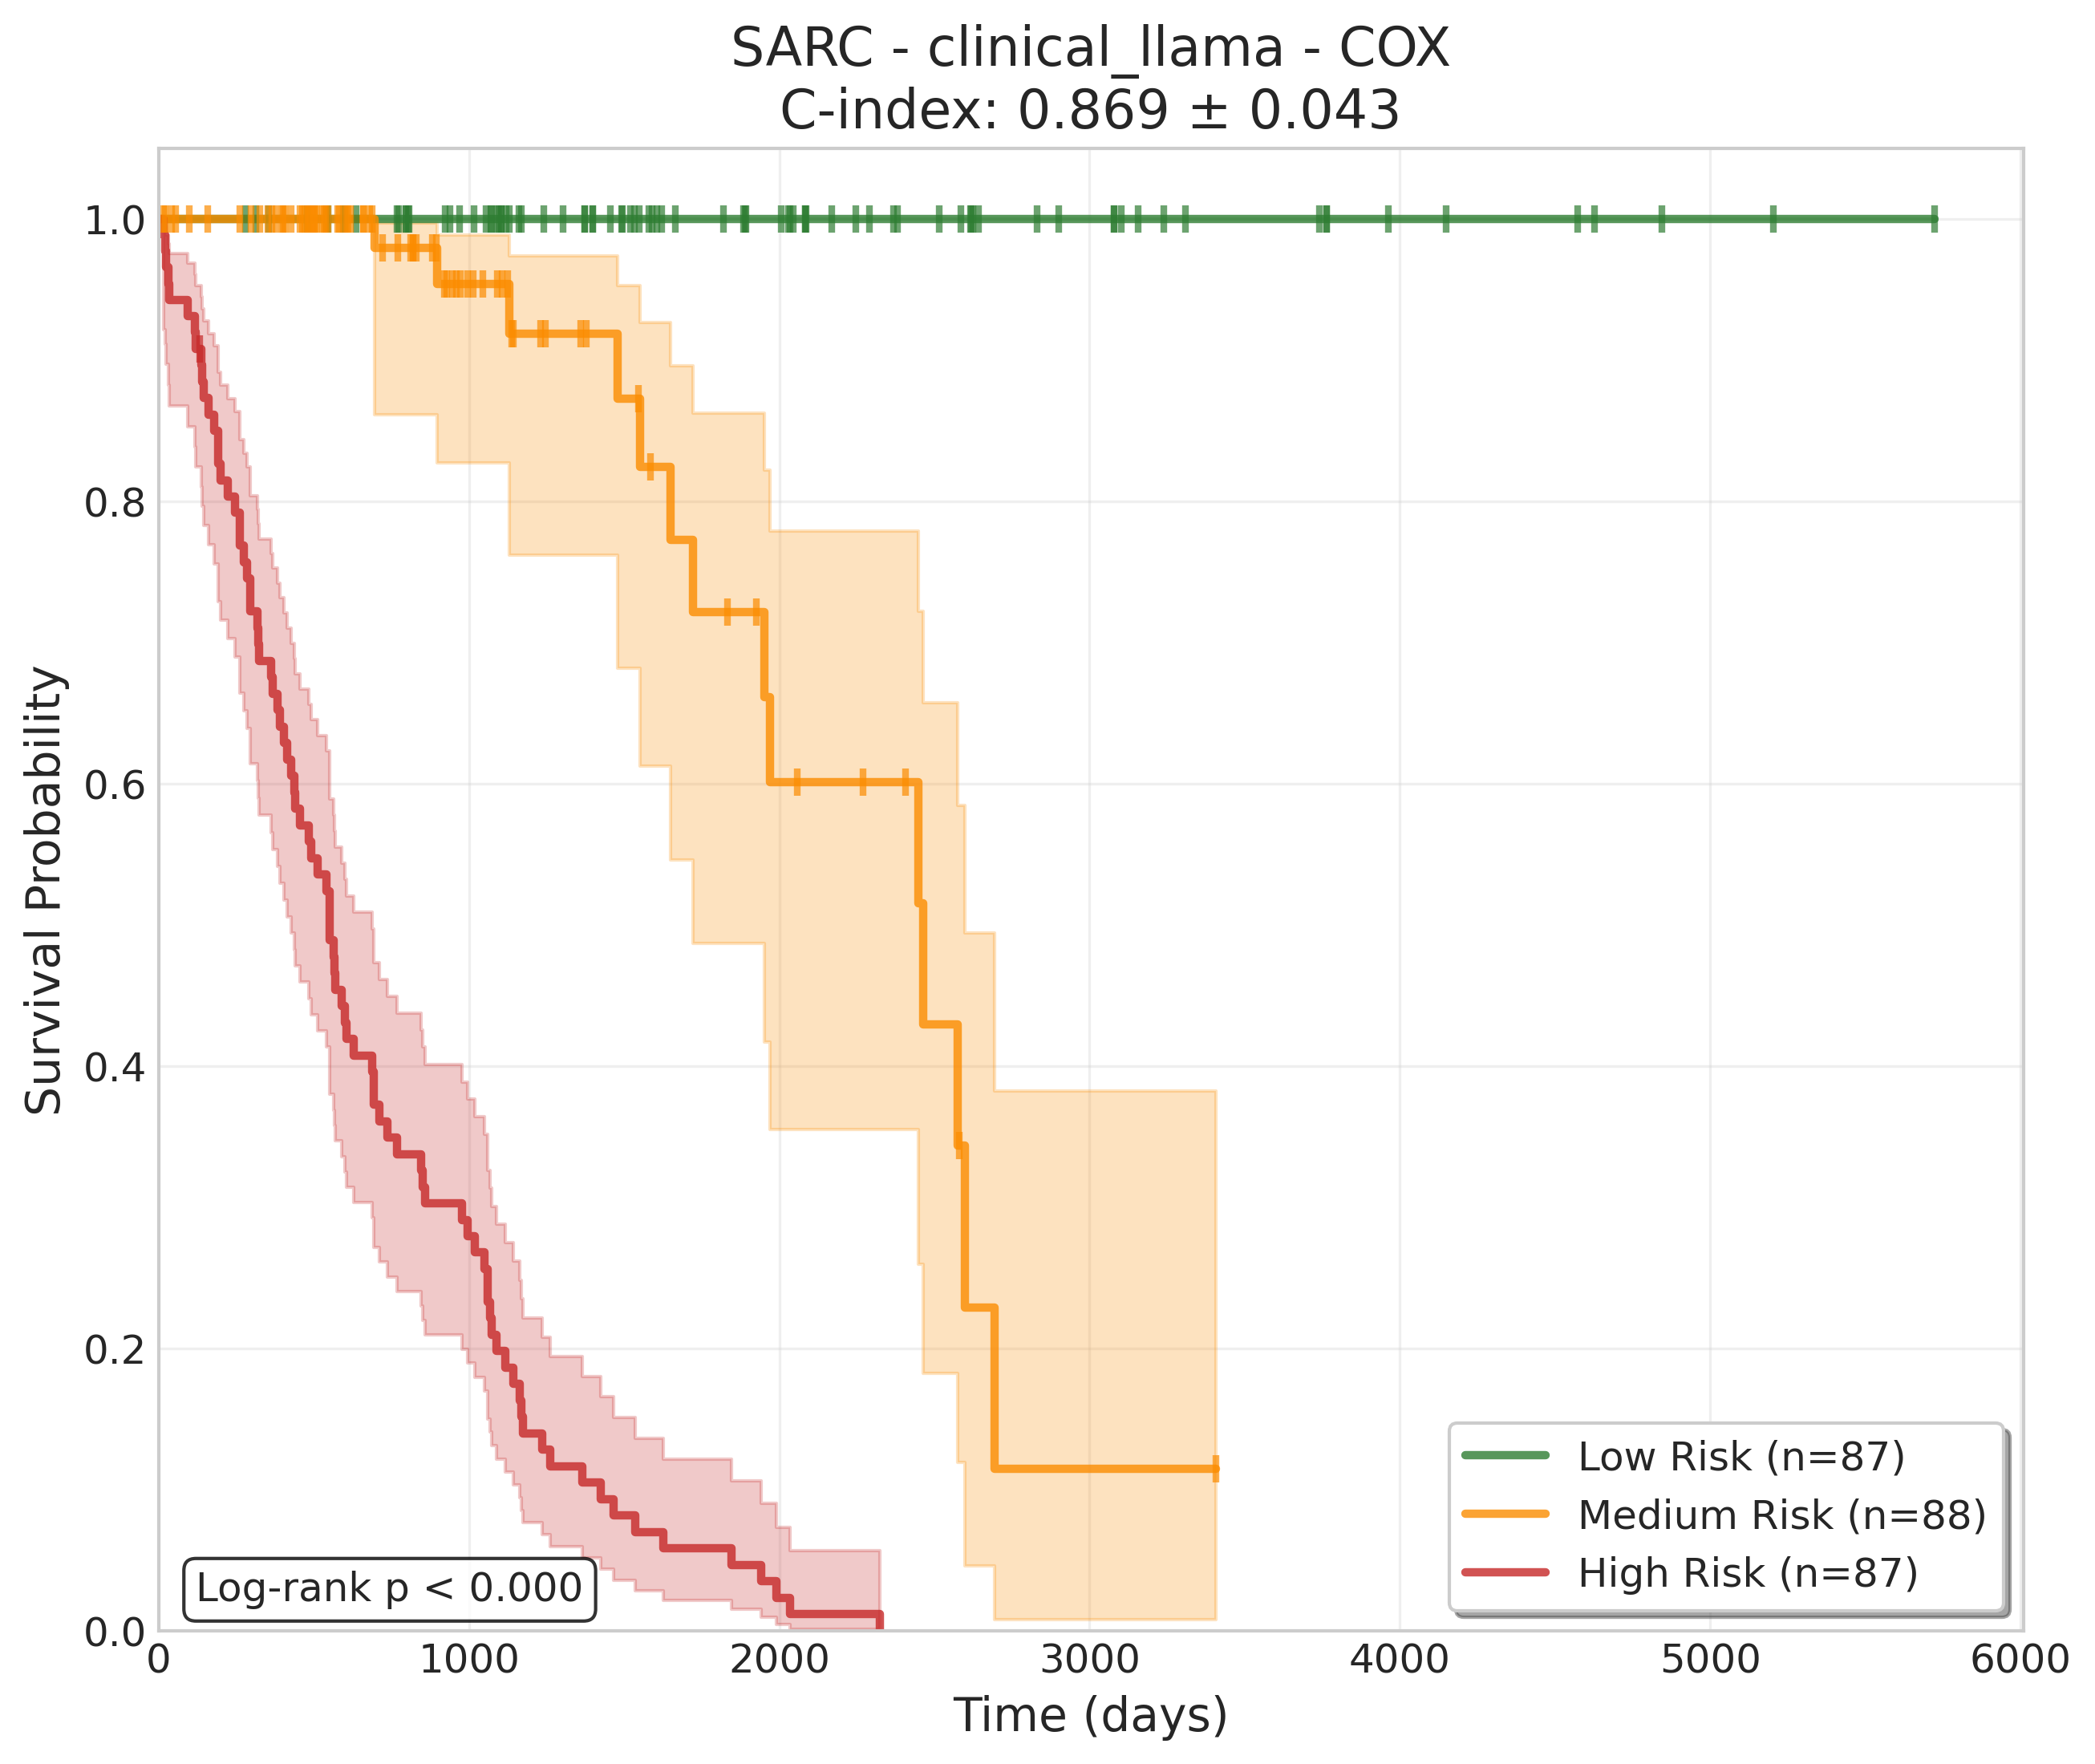 SARC - clinical_llama - COX
C-index: 0.869 ± 0.043
Survival Probability
1.0
0.8
0.6
0.4
0.2
0.0
Log-rank p < 0.000
Low Risk (n=87)
Medium Risk (n=88)
High Risk (n=87)
0 1000 2000 3000 4000 5000 6000
Time (days)